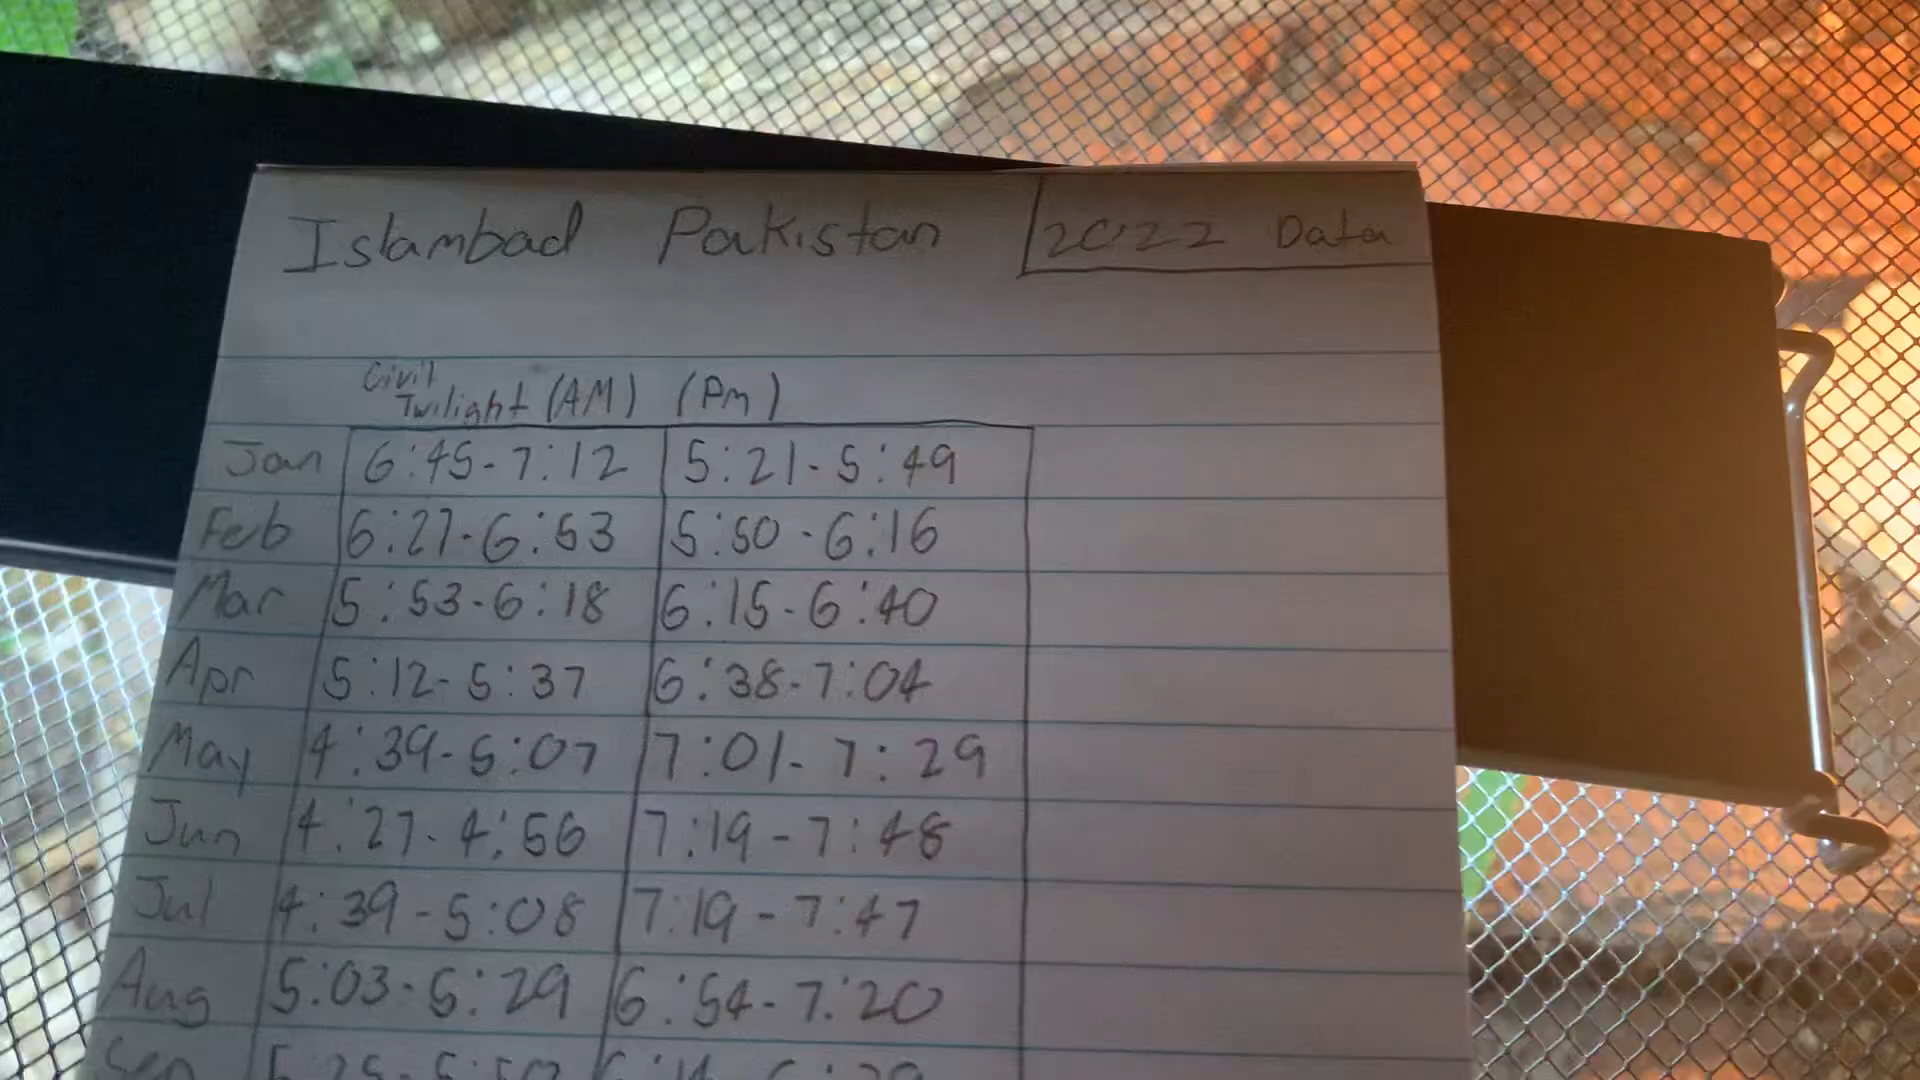 Islambad Pakistan 2022 Data
Civil
Twilight (AM) (Pm)
Jan 6:45-7:12 5:21-5:49
Feb 6:27-6:53 5:50-6:16
Mar 5:53-6:18 6:15-6:40
Apr 5:12-5:37 6:38-7:04
May 4:39-5:07 7:01-7:29
Jun 4:27-4:56 7:19-7:48
Jul 4:39-5:08 7:19-7:47
Aug 5:03-5:29 6:54-7:20
Sep